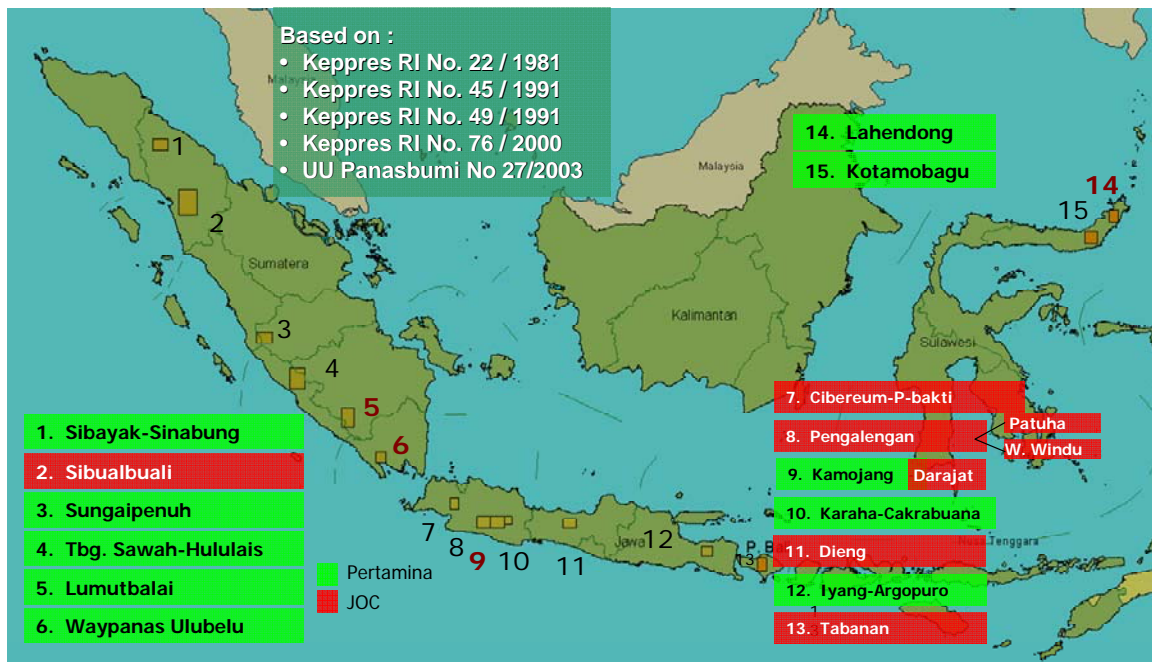 Based on :
• Keppres RI No. 22 / 1981
• Keppres RI No. 45 / 1991
• Keppres RI No. 49 / 1991
• Keppres RI No. 76 / 2000
• UU Panasbumi No 27/2003
Malaysia
14. Lahendong
15. Kotamobagu
Malaysia
14
15
1
2
Sumatera
Kalimantan
Sulawesi
3
4
5
6
1. Sibayak-Sinabung
2. Sibualbuali
3. Sungaipenuh
4. Tbg. Sawah-Hululais
5. Lumutbalai
6. Waypanas Ulubelu
Pertamina
JOC
7
8
9
10
11
Jawa
12
13
7. Cibereum-P-bakti
8. Pengalengan
Patuha
W. Windu
9. Kamojang
Darajat
10. Karaha-Cakrabuana
11. Dieng
12. Iyang-Argopuro
13. Tabanan
1
3